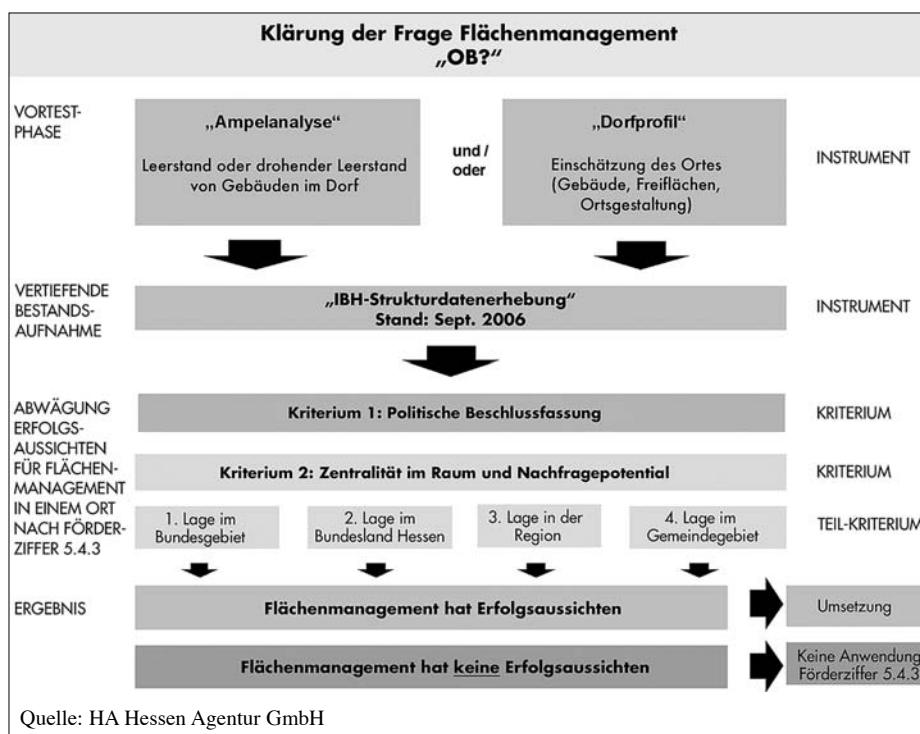 Klärung der Frage Flächenmanagement
„OB?“
VORTEST-
PHASE
„Ampelanalyse“
Leerstand oder drohender Leerstand
von Gebäuden im Dorf
und /
oder
„Dorfprofil“
Einschätzung des Ortes
(Gebäude, Freiflächen,
Ortsgestaltung)
INSTRUMENT
VERTIEFENDE
BESTANDS-
AUFNAHME
„IBH-Strukturdatenerhebung“
Stand: Sept. 2006
INSTRUMENT
ABWÄGUNG
ERFOLGS-
AUSSICHTEN
FÜR FLÄCHEN-
MANAGEMENT
IN EINEM ORT
NACH FÖRDER-
ZIFFER 5.4.3
Kriterium 1: Politische Beschlussfassung
KRITERIUM
Kriterium 2: Zentralität im Raum und Nachfragepotential
KRITERIUM
1. Lage im
Bundesgebiet
2. Lage im
Bundesland Hessen
3. Lage in der
Region
4. Lage im
Gemeindegebiet
TEIL-KRITERIUM
ERGEBNIS
Flächenmanagement hat Erfolgsaussichten
Umsetzung
Flächenmanagement hat keine Erfolgsaussichten
Keine Anwendung
Förderziffer 5.4.3
Quelle: HA Hessen Agentur GmbH